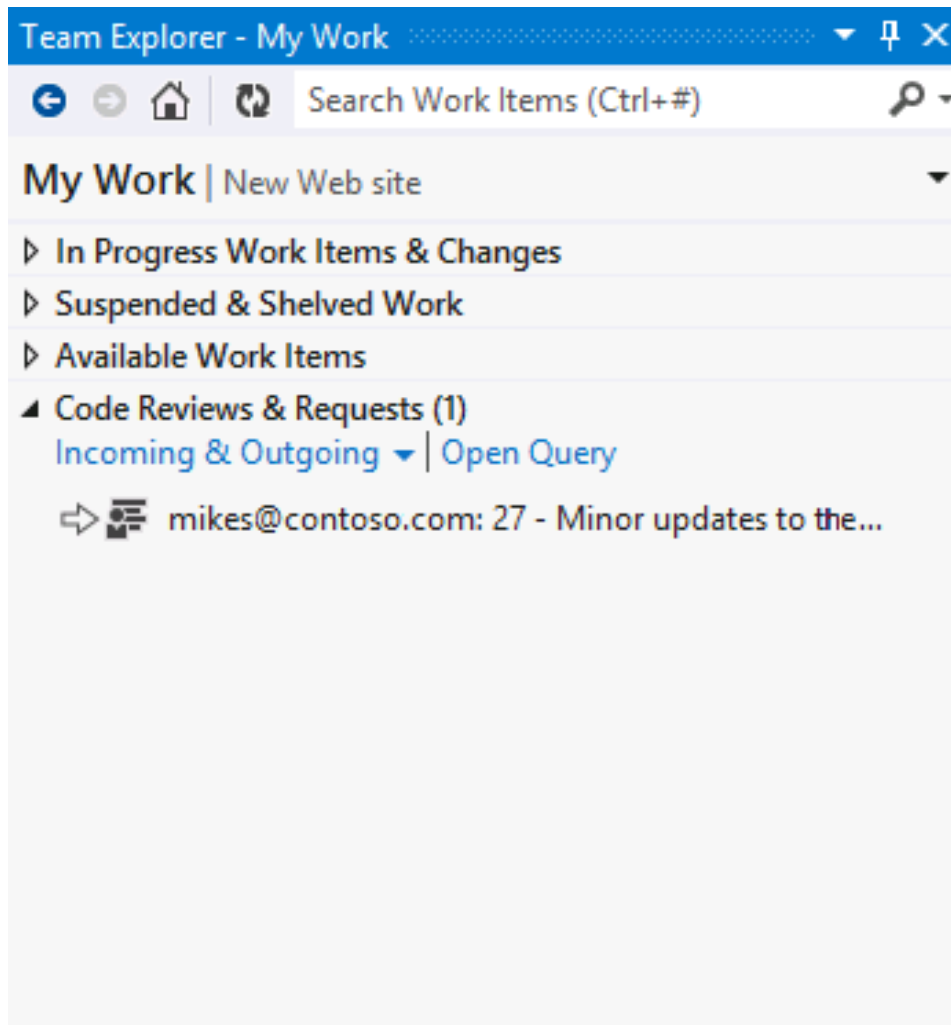 Team Explorer - My Work
Search Work Items (Ctrl+#)
My Work | New Web site
In Progress Work Items & Changes
Suspended & Shelved Work
Available Work Items
Code Reviews & Requests (1)
Incoming & Outgoing | Open Query
mikes@contoso.com: 27 - Minor updates to the...